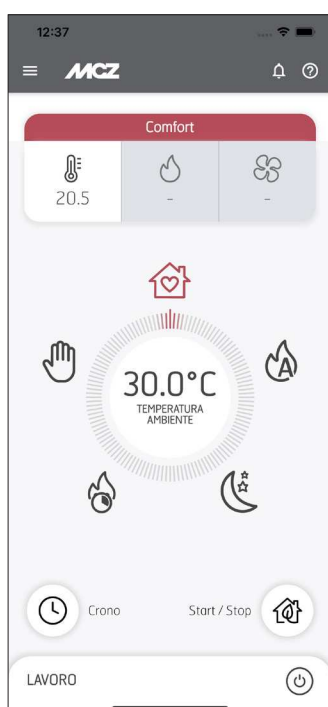 12:37
MCZ
Comfort
20.5
-
-
A
30.0°C
TEMPERATURA
AMBIENTE
Crono
Start / Stop
LAVORO